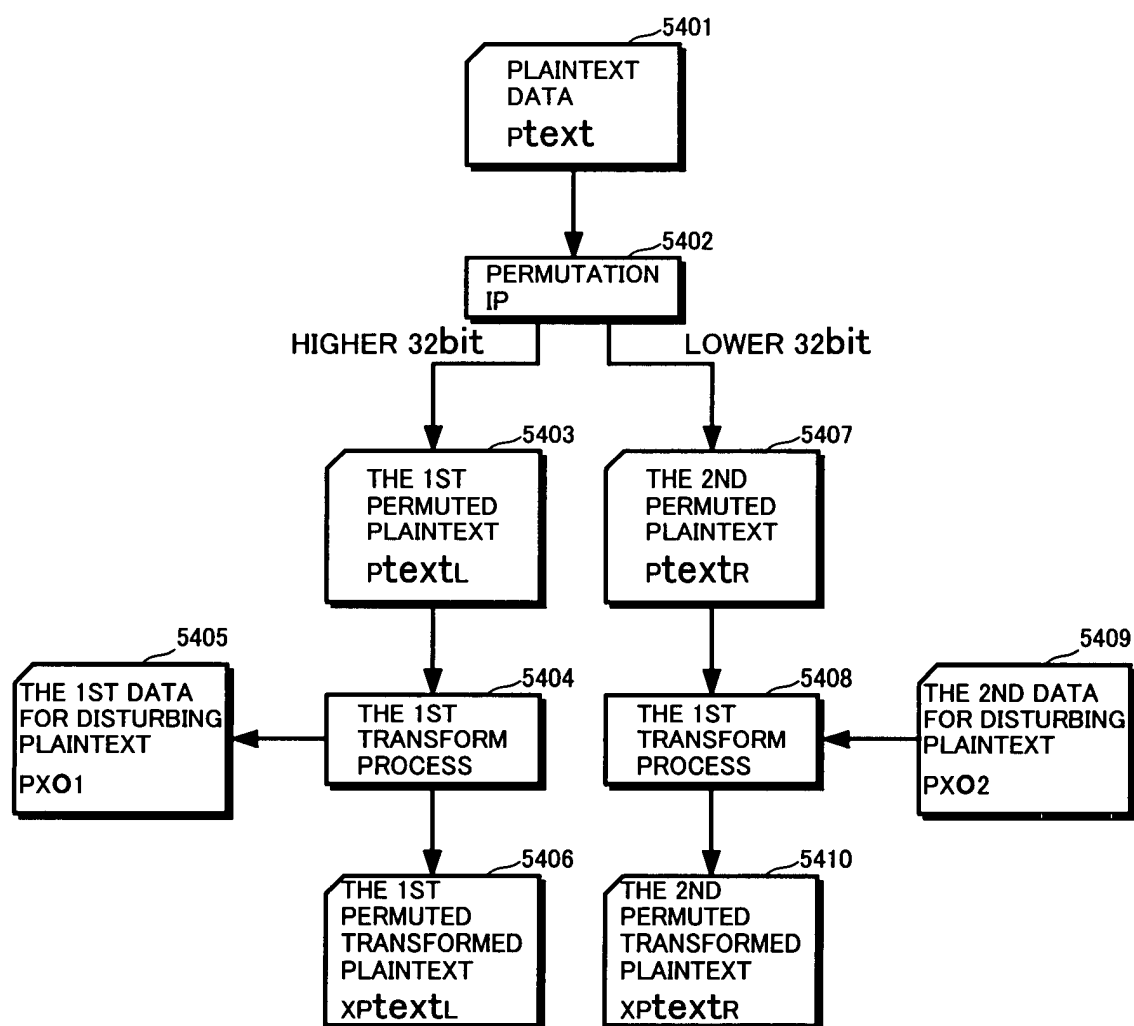 5401
PLAINTEXT
DATA
Ptext
5402
PERMUTATION
IP
HIGHER 32bit
LOWER 32bit
5403
THE 1ST
PERMUTED
PLAINTEXT
PtextL
5407
THE 2ND
PERMUTED
PLAINTEXT
PtextR
5405
THE 1ST DATA
FOR DISTURBING
PLAINTEXT
PXO1
5404
THE 1ST
TRANSFORM
PROCESS
5408
THE 1ST
TRANSFORM
PROCESS
5409
THE 2ND DATA
FOR DISTURBING
PLAINTEXT
PXO2
5406
THE 1ST
PERMUTED
TRANSFORMED
PLAINTEXT
XPtextL
5410
THE 2ND
PERMUTED
TRANSFORMED
PLAINTEXT
XPtextR